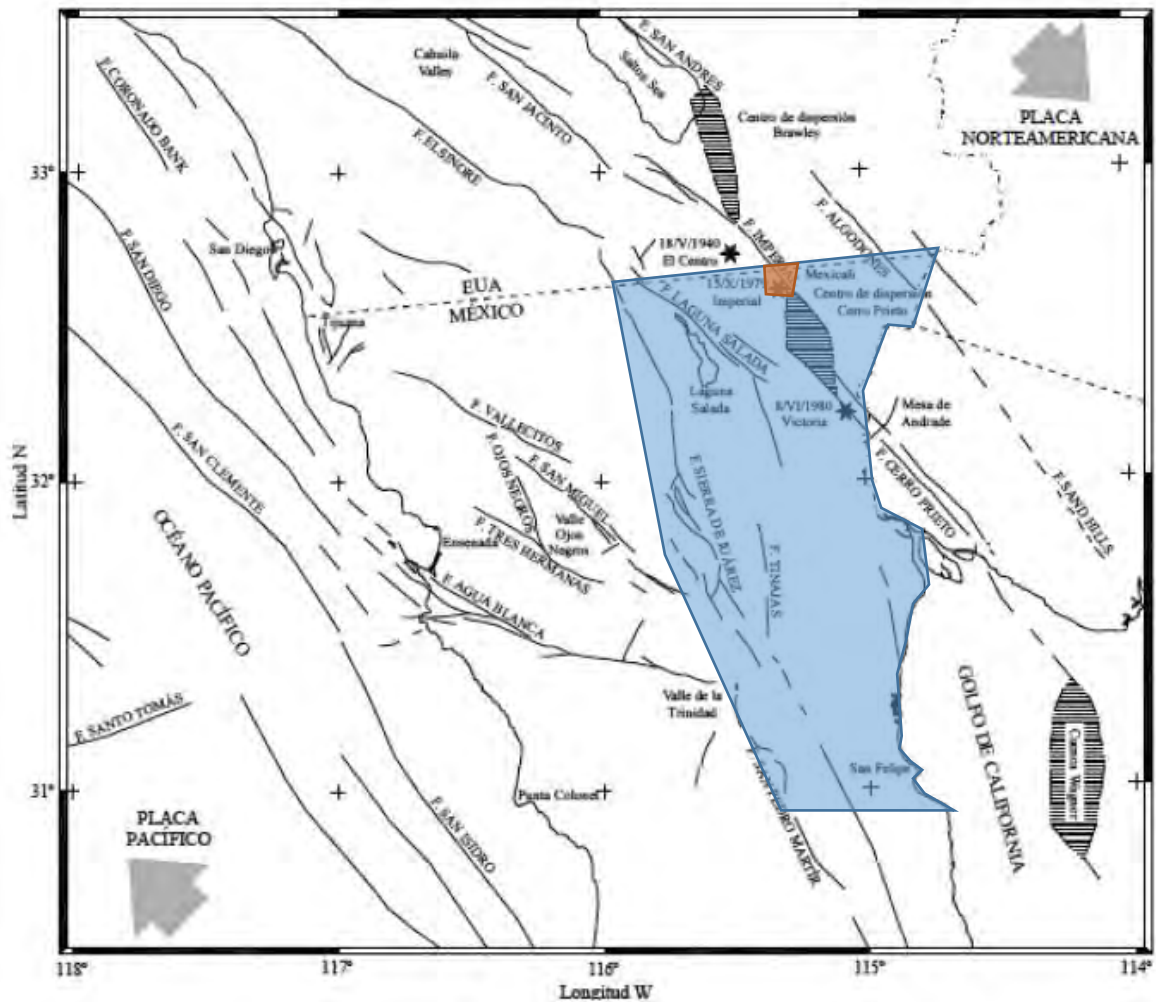 F. SAN ANDRES
Cahuila
Valley
Salton Sea
F. CORONADO BANK
F. SAN JACINTO
PLACA
NORTEAMERICANA
Centro de dispersión
Brawley
F. ELSINORE
33°
F. ALGODONES
F. SAN DIEGO
San Diego
18/V/1940
El Centro
Mexicali
EUA
MÉXICO
Imperial
Centro de dispersión
Cerro Prieto
Tijuana
F. LAGUNA SALADA
Laguna
Salada
8/VI/1980
Victoria
Mesa de
Andrade
F. VALLECITOS
F. SAN CLEMENTE
32°
F. OJOS NEGROS
F. SAN MIGUEL
F. SIERRA DE JUÁREZ
F. CERRO PRIETO
F. SAND HILLS
Latitud N
OCÉANO PACÍFICO
Ensenada
Valle
Ojos
Negros
F. TRES HERMANAS
F. TINAJAS
F. AGUA BLANCA
Valle de la
Trinidad
GOLFO DE CALIFORNIA
F. SANTO TOMÁS
Cuenca Wagner
31°
San Felipe
Punta Colonet
PLACA
PACÍFICO
F. SAN ISIDRO
MARTÍR
118°
117°
116°
115°
114°
Longitud W